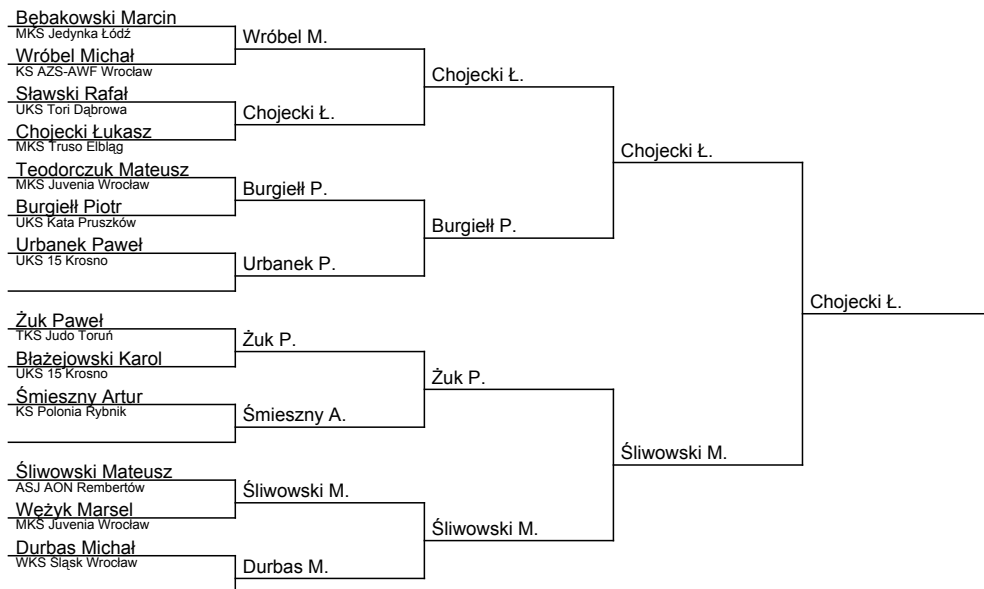 Bębakowski Marcin
MKS Jedynka Łódź
Wróbel M.
Wróbel Michał
KS AZS-AWF Wrocław
Chojecki Ł.
Sławski Rafał
UKS Tori Dąbrowa
Chojecki Ł.
Chojecki Łukasz
MKS Truso Elbląg
Chojecki Ł.
Teodorczuk Mateusz
MKS Juvenia Wrocław
Burgiełł P.
Burgiełł Piotr
UKS Kata Pruszków
Burgiełł P.
Urbanek Paweł
UKS 15 Krosno
Urbanek P.
Chojecki Ł.
Żuk Paweł
TKS Judo Toruń
Żuk P.
Błażejowski Karol
UKS 15 Krosno
Żuk P.
Śmieszny Artur
KS Polonia Rybnik
Śmieszny A.
Śliwowski M.
Śliwowski Mateusz
ASJ AON Rembertów
Śliwowski M.
Wężyk Marsel
MKS Juvenia Wrocław
Śliwowski M.
Durbas Michał
WKS Śląsk Wrocław
Durbas M.